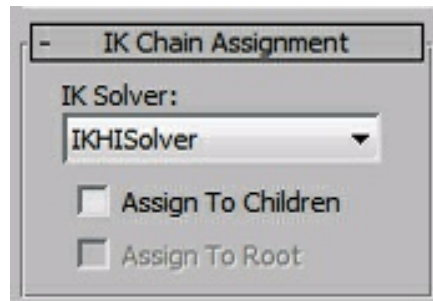 - IK Chain Assignment
IK Solver:
IKHISolver
Assign To Children
Assign To Root